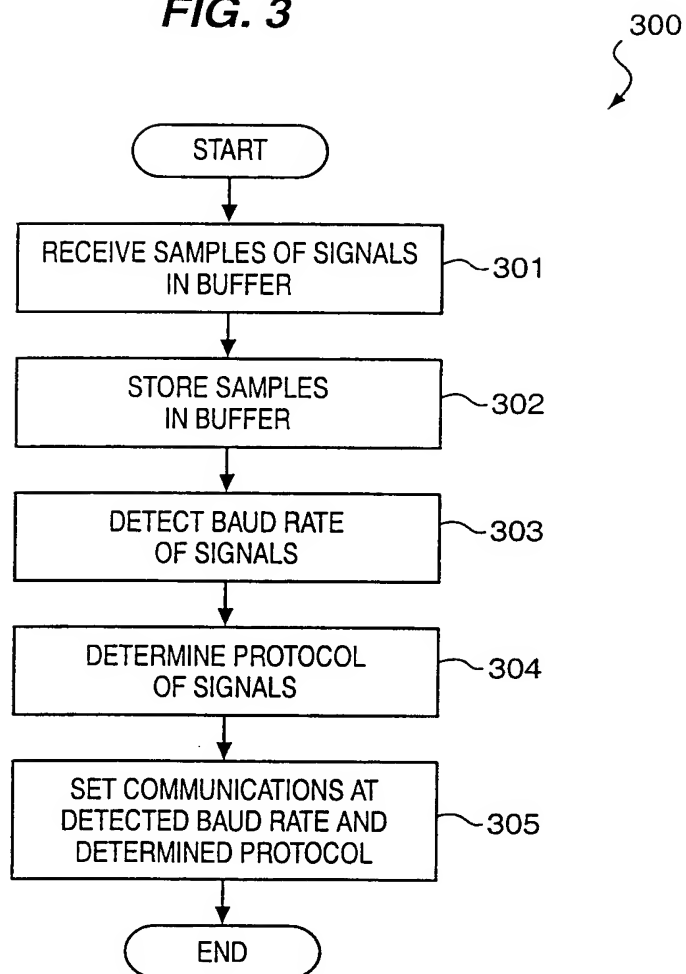 FIG. 3
300
START
RECEIVE SAMPLES OF SIGNALS
IN BUFFER
301
STORE SAMPLES
IN BUFFER
302
DETECT BAUD RATE
OF SIGNALS
303
DETERMINE PROTOCOL
OF SIGNALS
304
SET COMMUNICATIONS AT
DETECTED BAUD RATE AND
DETERMINED PROTOCOL
305
END